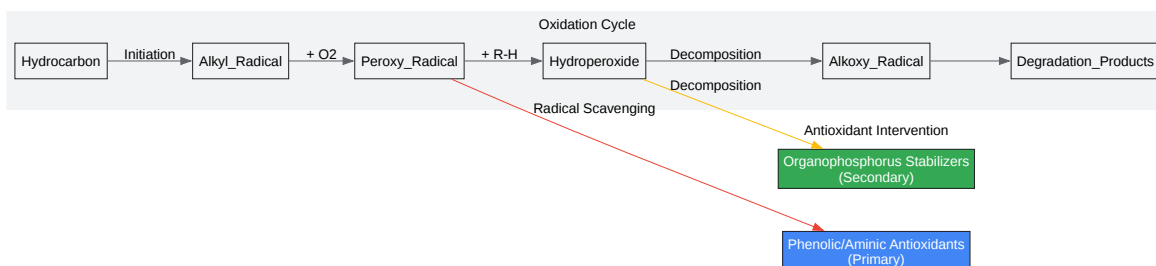 Oxidation Cycle
Hydrocarbon
Initiation
Alkyl_Radical
+ O2
Peroxy_Radical
+ R-H
Hydroperoxide
Decomposition
Alkoxy_Radical
Degradation_Products
Decomposition
Radical Scavenging
Antioxidant Intervention
Organophosphorus Stabilizers
(Secondary)
Phenolic/Aminic Antioxidants
(Primary)